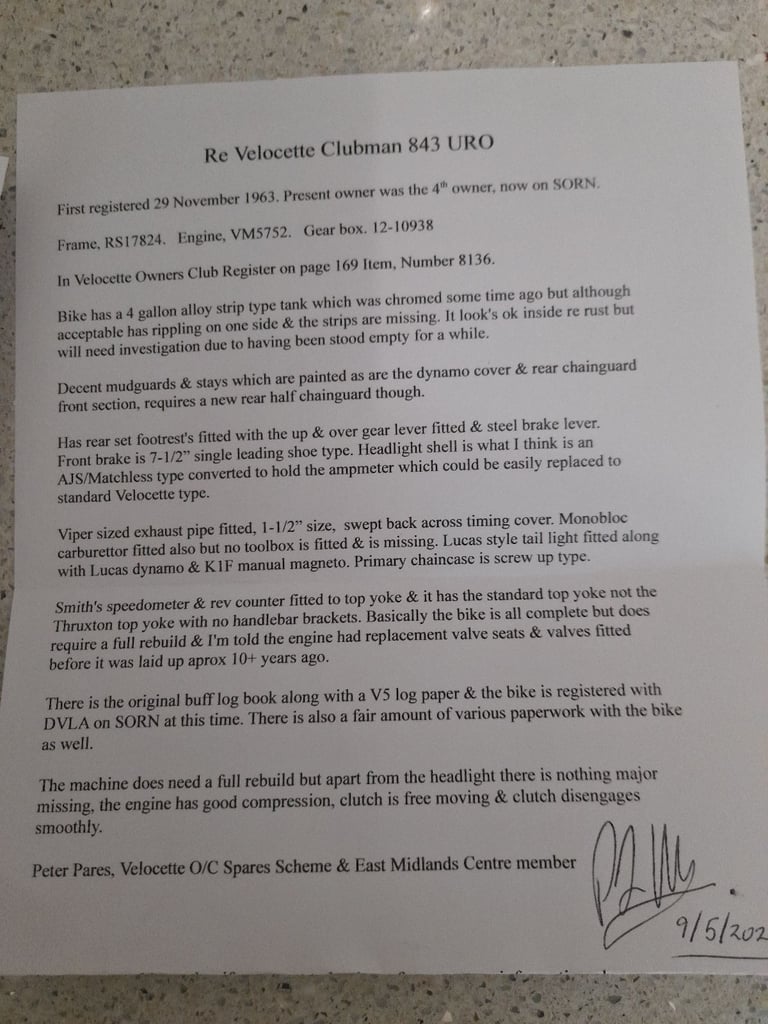 Re Velocette Clubman 843 URO
First registered 29 November 1963. Present owner was the 4th owner, now on SORN.
Frame, RS17824. Engine, VM5752. Gear box. 12-10938
In Velocette Owners Club Register on page 169 Item, Number 8136.
Bike has a 4 gallon alloy strip type tank which was chromed some time ago but although
acceptable has rippling on one side & the strips are missing. It look's ok inside re rust but
will need investigation due to having been stood empty for a while.
Decent mudguards & stays which are painted as are the dynamo cover & rear chainguard
front section, requires a new rear half chainguard though.
Has rear set footrest's fitted with the up & over gear lever fitted & steel brake lever.
Front brake is 7-1/2" single leading shoe type. Headlight shell is what I think is an
AJS/Matchless type converted to hold the ampmeter which could be easily replaced to
standard Velocette type.
Viper sized exhaust pipe fitted, 1-1/2" size, swept back across timing cover. Monobloc
carburettor fitted also but no toolbox is fitted & is missing. Lucas style tail light fitted along
with Lucas dynamo & K1F manual magneto. Primary chaincase is screw up type.
Smith's speedometer & rev counter fitted to top yoke & it has the standard top yoke not the
Thruxton top yoke with no handlebar brackets. Basically the bike is all complete but does
require a full rebuild & I'm told the engine had replacement valve seats & valves fitted
before it was laid up aprox 10+ years ago.
There is the original buff log book along with a V5 log paper & the bike is registered with
DVLA on SORN at this time. There is also a fair amount of various paperwork with the bike
as well.
The machine does need a full rebuild but apart from the headlight there is nothing major
missing, the engine has good compression, clutch is free moving & clutch disengages
smoothly.
Peter Pares, Velocette O/C Spares Scheme & East Midlands Centre member
9/5/202